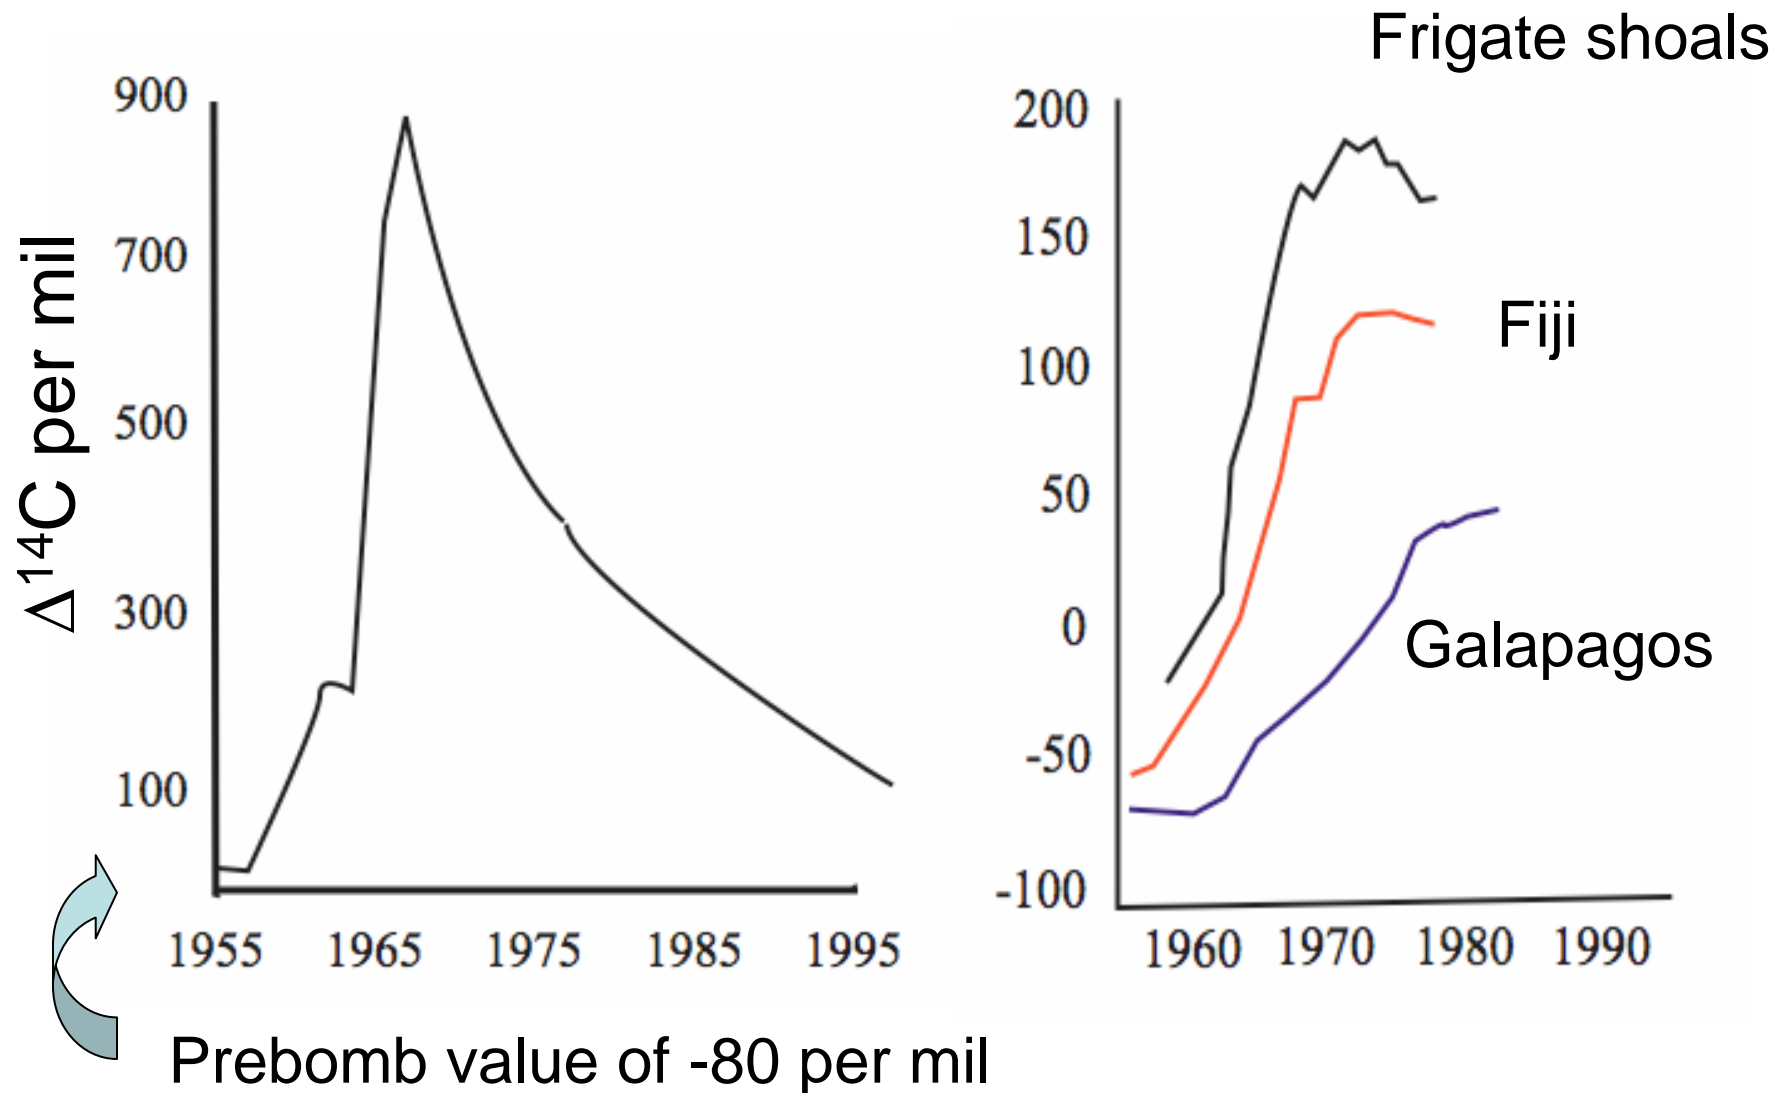 Frigate shoals
Δ¹⁴C per mil
900
700
500
300
100
1955 1965 1975 1985 1995
200
150
100
50
0
-50
-100
Fiji
Galapagos
1960 1970 1980 1990
Prebomb value of -80 per mil